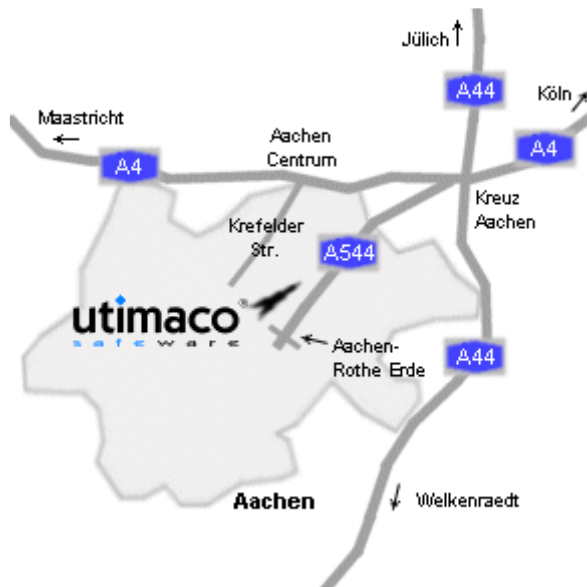 Jülich
A44
Köln
Maastricht
Aachen
Centrum
A4
A4
Kreuz
Aachen
Krefelder
Str.
A544
utimaco®
safeware
Aachen-
Rothe Erde
A44
Aachen
Welkenraedt